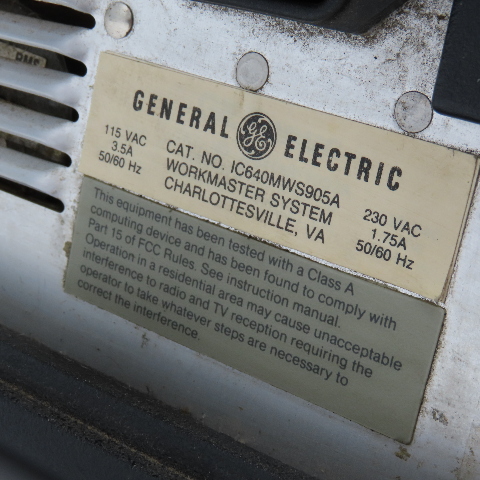 GENERAL GE ELECTRIC
115 VAC
3.5A
50/60 Hz
CAT. NO. IC640MWS905A
WORKMASTER SYSTEM
CHARLOTTESVILLE, VA
230 VAC
1.75A
50/60 Hz
This equipment has been tested with a Class A
computing device and has been found to comply with
Part 15 of FCC Rules. See instruction manual.
Operation in a residential area may cause unacceptable
interference to radio and TV reception requiring the
operator to take whatever steps are necessary to
correct the interference.